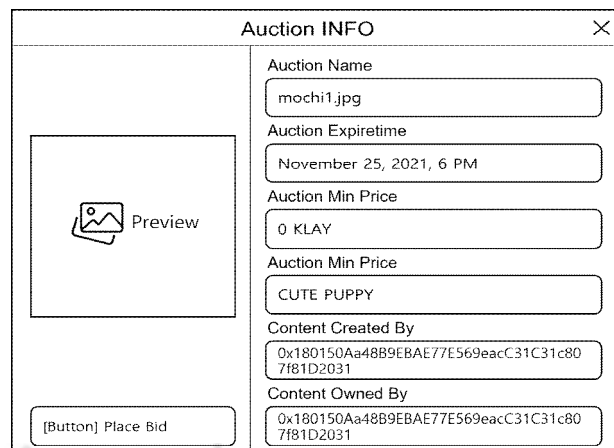 Auction INFO
Preview
[Button] Place Bid
Auction Name
mochi1.jpg
Auction Expiretime
November 25, 2021, 6 PM
Auction Min Price
0 KLAY
Auction Min Price
CUTE PUPPY
Content Created By
0x180150Aa48B9EBAE77E569eacC31C31c80
7f81D2031
Content Owned By
0x180150Aa48B9EBAE77E569eacC31C31c80
7f81D2031